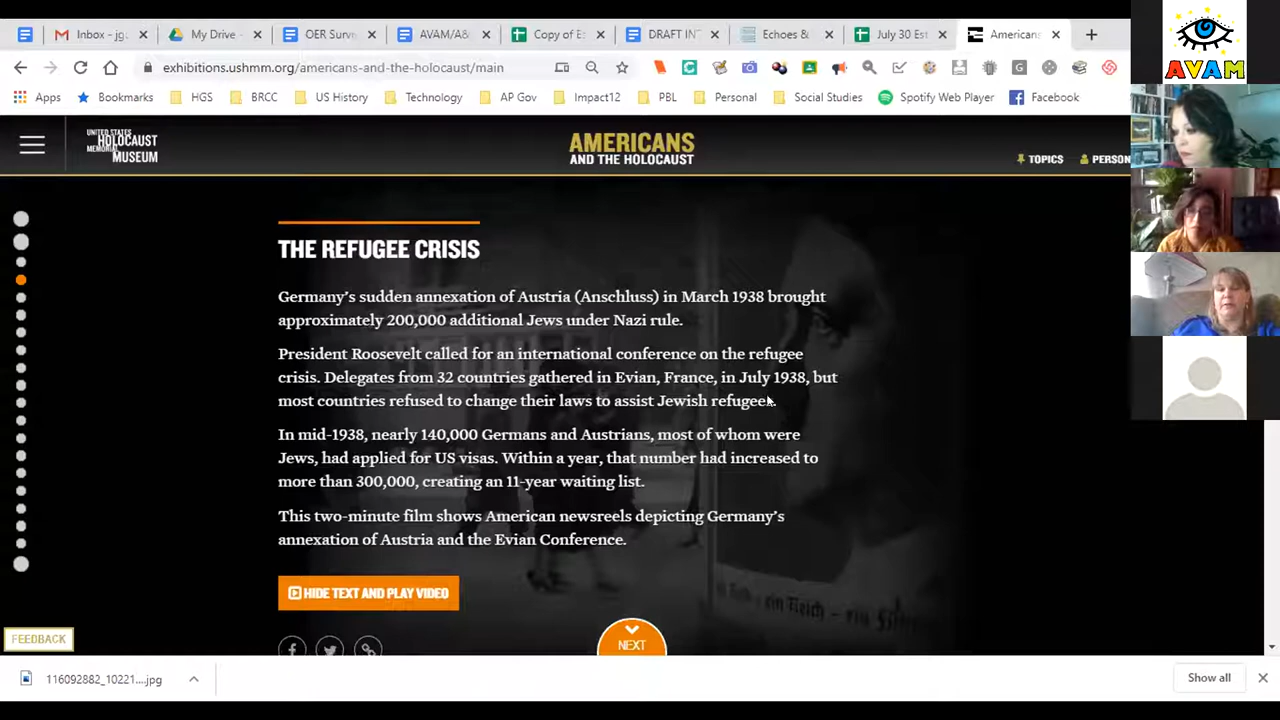 Inbox - jg
My Drive -
OER Surv
AVAM/A&
Copy of E
DRAFT INT
Echoes &
July 30 Est
Americans
exhibitions.ushmm.org/americans-and-the-holocaust/main
Apps
Bookmarks
HGS
BRCC
US History
Technology
AP Gov
Impact12
PBL
Personal
Social Studies
Spotify Web Player
Facebook
AVAM
UNITED STATES
HOLOCAUST
MEMORIAL
MUSEUM
AMERICANS
AND THE HOLOCAUST
TOPICS
PERSON
THE REFUGEE CRISIS
Germany's sudden annexation of Austria (Anschluss) in March 1938 brought
approximately 200,000 additional Jews under Nazi rule.
President Roosevelt called for an international conference on the refugee
crisis. Delegates from 32 countries gathered in Evian, France, in July 1938, but
most countries refused to change their laws to assist Jewish refugees.
In mid-1938, nearly 140,000 Germans and Austrians, most of whom were
Jews, had applied for US visas. Within a year, that number had increased to
more than 300,000, creating an 11-year waiting list.
This two-minute film shows American newsreels depicting Germany's
annexation of Austria and the Evian Conference.
HIDE TEXT AND PLAY VIDEO
ein Reich – ein
NEXT
FEEDBACK
116092882_10221....jpg
Show all